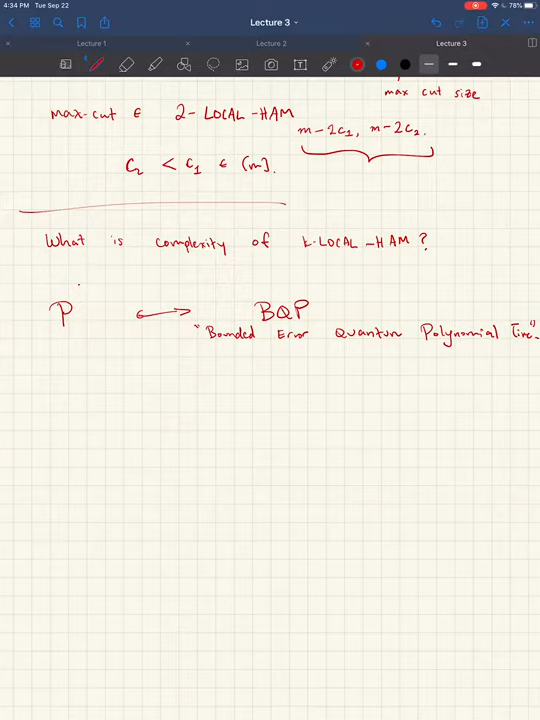 4:34 PM Tue Sep 22
78%
Lecture 3
Lecture 1
Lecture 2
Lecture 3
max cut size
max-cut ∈ 2-LOCAL-HAM
m-2c₁, m-2c₂.
C₂ < C₁ ∈ [m].
What is complexity of k-LOCAL-HAM?
P ⟷ BQP
"Bounded Error Quantum Polynomial Time".